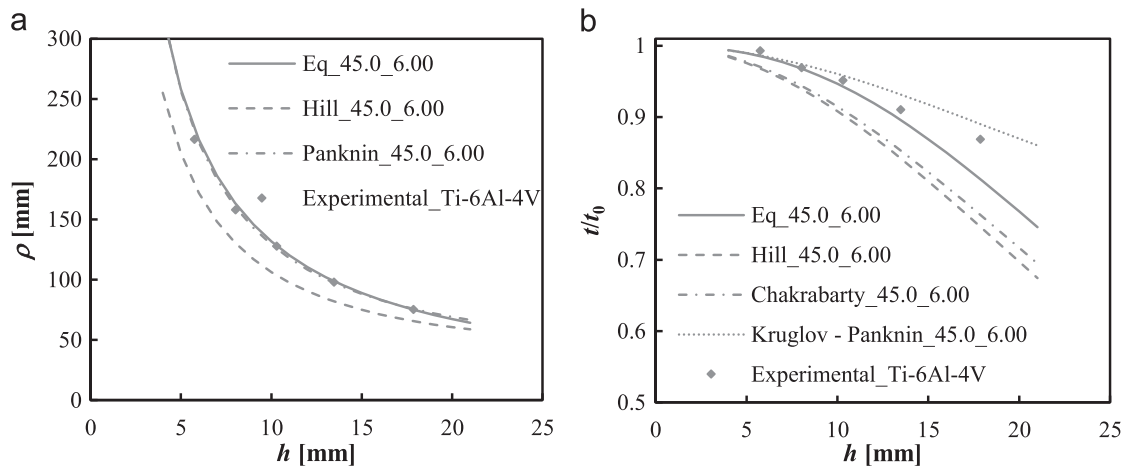 a
300
250
200
150
100
50
0
ρ [mm]
Eq_45.0_6.00
Hill_45.0_6.00
Panknin_45.0_6.00
Experimental_Ti-6Al-4V
0 5 10 15 20 25
h [mm]
b
1
0.9
0.8
0.7
0.6
0.5
t/t₀
Eq_45.0_6.00
Hill_45.0_6.00
Chakrabarty_45.0_6.00
Kruglov - Panknin_45.0_6.00
Experimental_Ti-6Al-4V
0 5 10 15 20 25
h [mm]